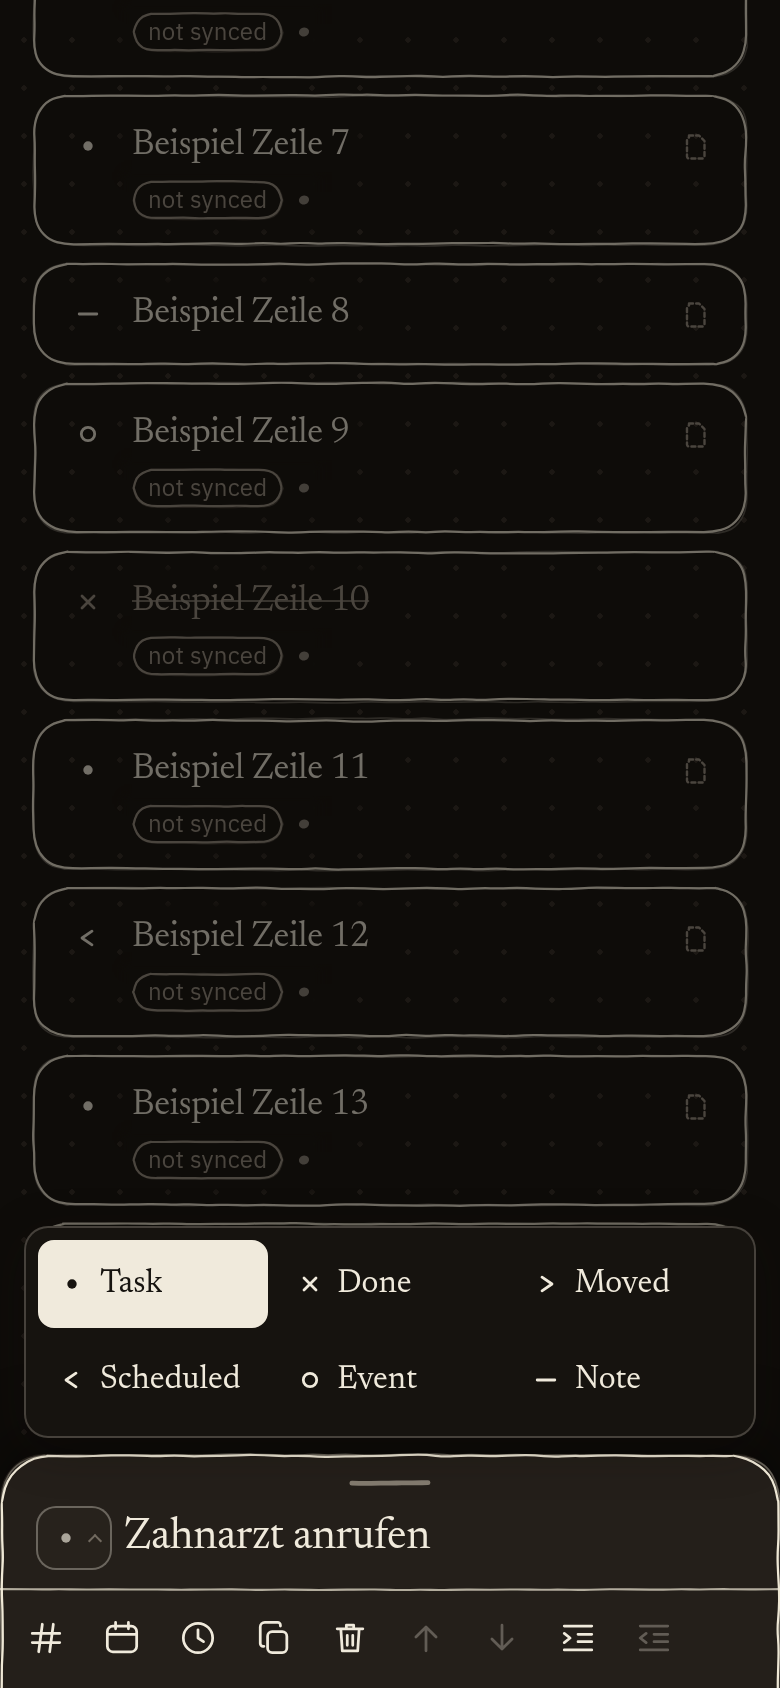 not synced
Beispiel Zeile 7
not synced
Beispiel Zeile 8
Beispiel Zeile 9
not synced
Beispiel Zeile 10
not synced
Beispiel Zeile 11
not synced
Beispiel Zeile 12
not synced
Beispiel Zeile 13
not synced
Task Done Moved
Scheduled Event Note
Zahnarzt anrufen